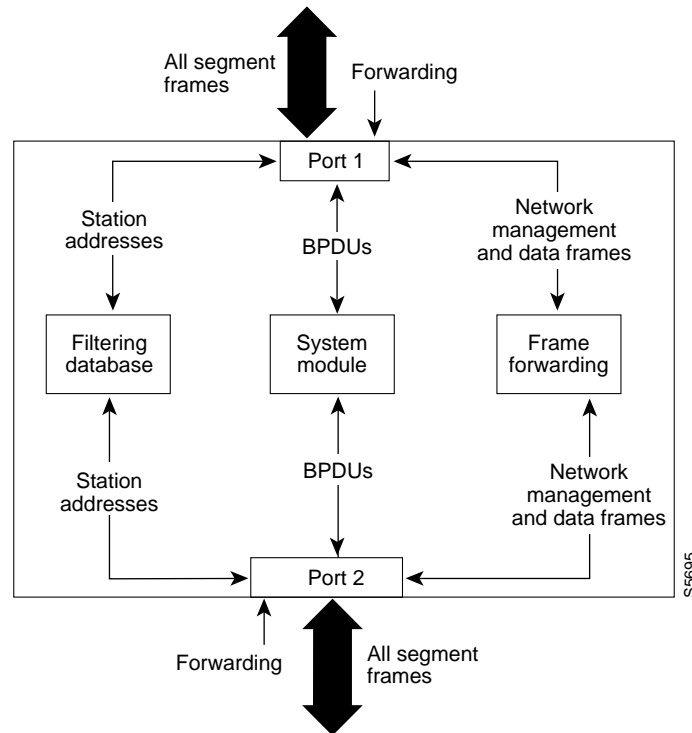 All segment
frames
Forwarding
Port 1
Station
addresses
BPDUs
Network
management
and data frames
Filtering
database
System
module
Frame
forwarding
Station
addresses
BPDUs
Network
management
and data frames
Port 2
S5695
Forwarding
All segment
frames